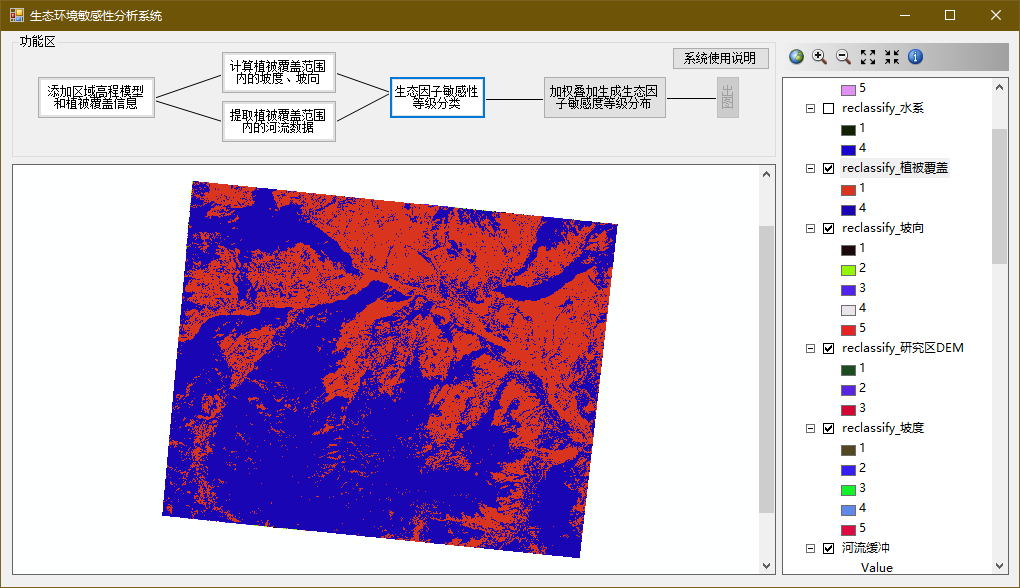 生态环境敏感性分析系统
功能区
添加区域高程模型
和植被覆盖信息
计算植被覆盖范围
内的坡度、坡向
提取植被覆盖范围
内的河流数据
生态因子敏感性
等级分类
加权叠加生成生态因
子敏感度等级分布
出
图
系统使用说明
5
reclassify_水系
1
4
reclassify_植被覆盖
1
4
reclassify_坡向
1
2
3
4
5
reclassify_研究区DEM
1
2
3
reclassify_坡度
1
2
3
4
5
河流缓冲
Value